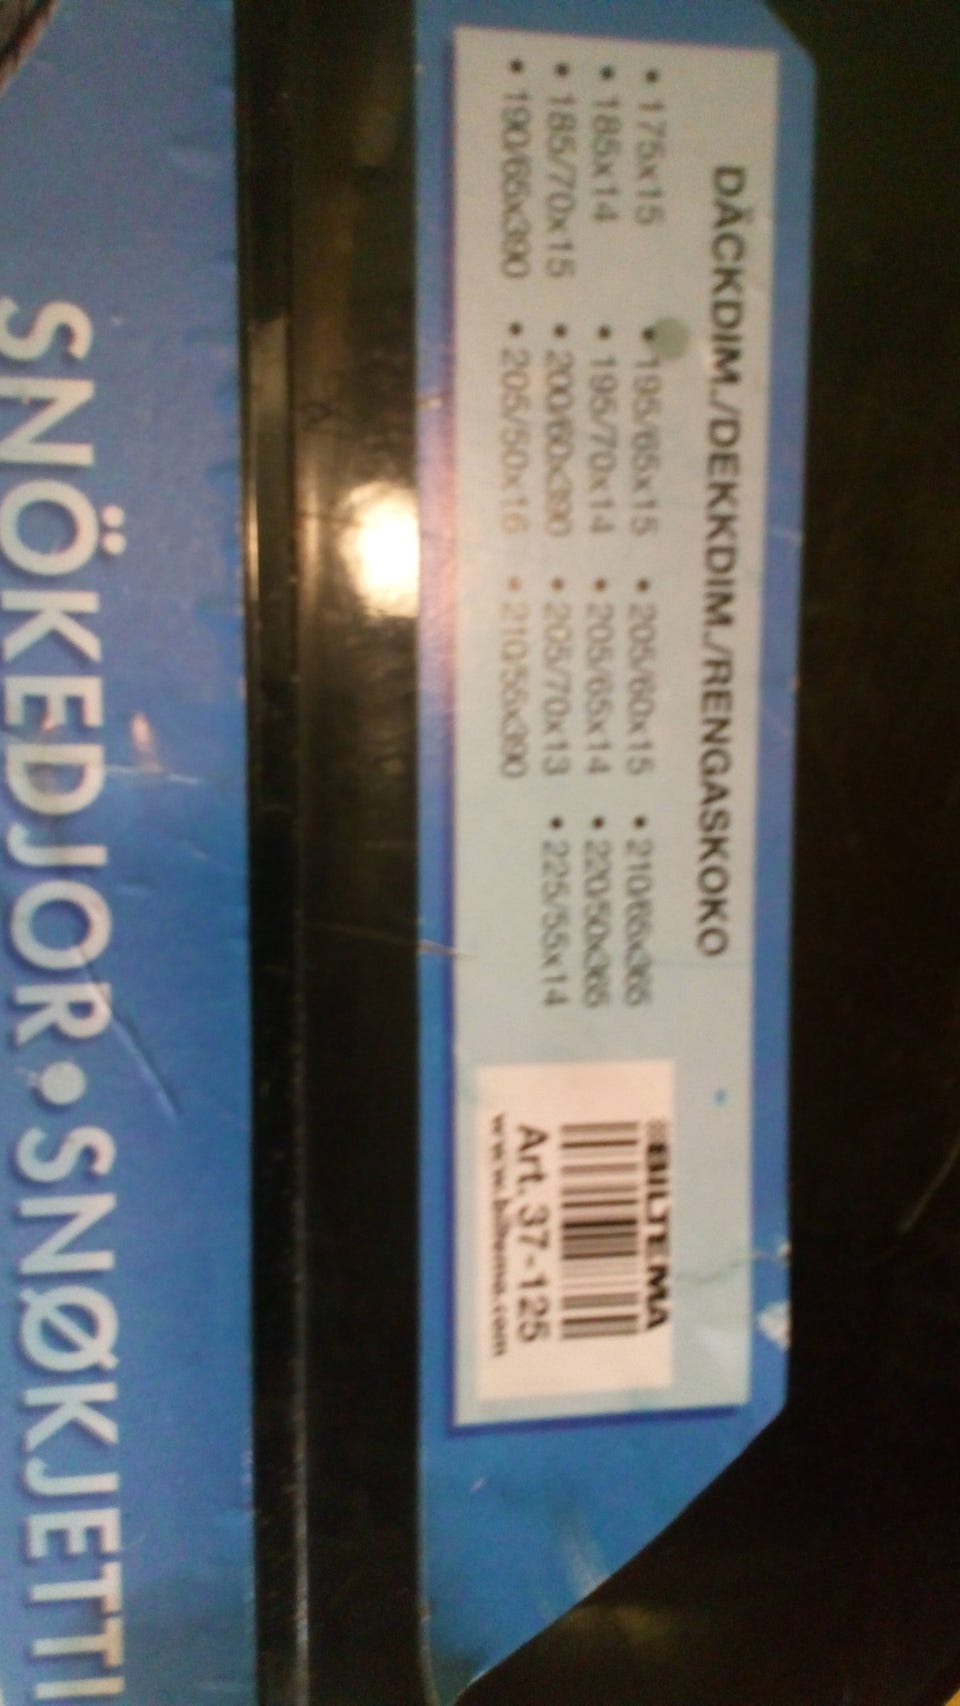 DÄCKDIM./DEKKDIM./RENGASKOKO
• 175x15 • 195/65x15 • 205/60x15 • 210/65x365
• 185x14 • 195/70x14 • 205/65x14 • 220/50x365
• 185/70x15 • 200/60x390 • 205/70x13 • 225/55x14
• 190/65x390 • 205/50x16 • 210/55x390
BILTEMA
Art. 37-125
www.biltema.com
SNÖKEDJOR • SNØKJETTI